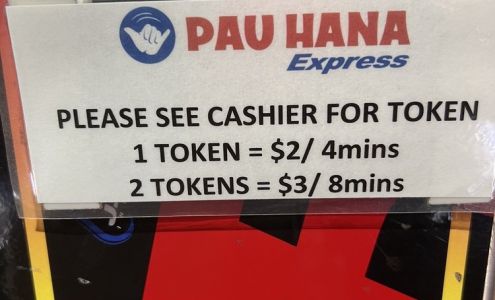 PAU HANA
Express
PLEASE SEE CASHIER FOR TOKEN
1 TOKEN = $2/ 4mins
2 TOKENS = $3/ 8mins